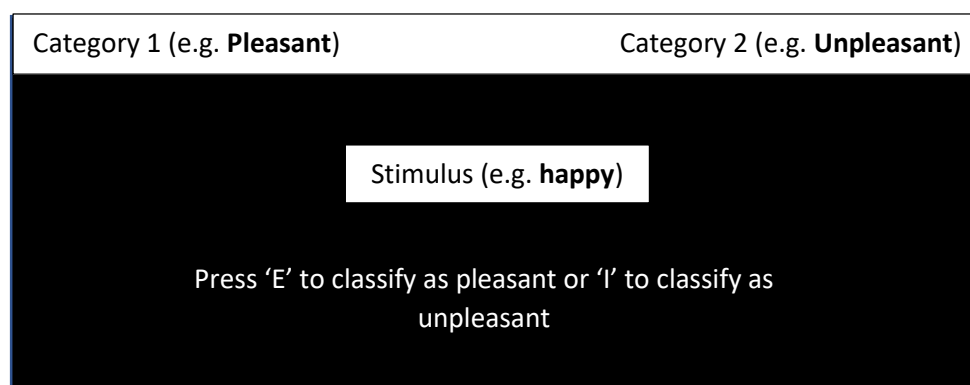 Category 1 (e.g. Pleasant) Category 2 (e.g. Unpleasant)
Stimulus (e.g. happy)
Press ‘E’ to classify as pleasant or ‘I’ to classify as
unpleasant